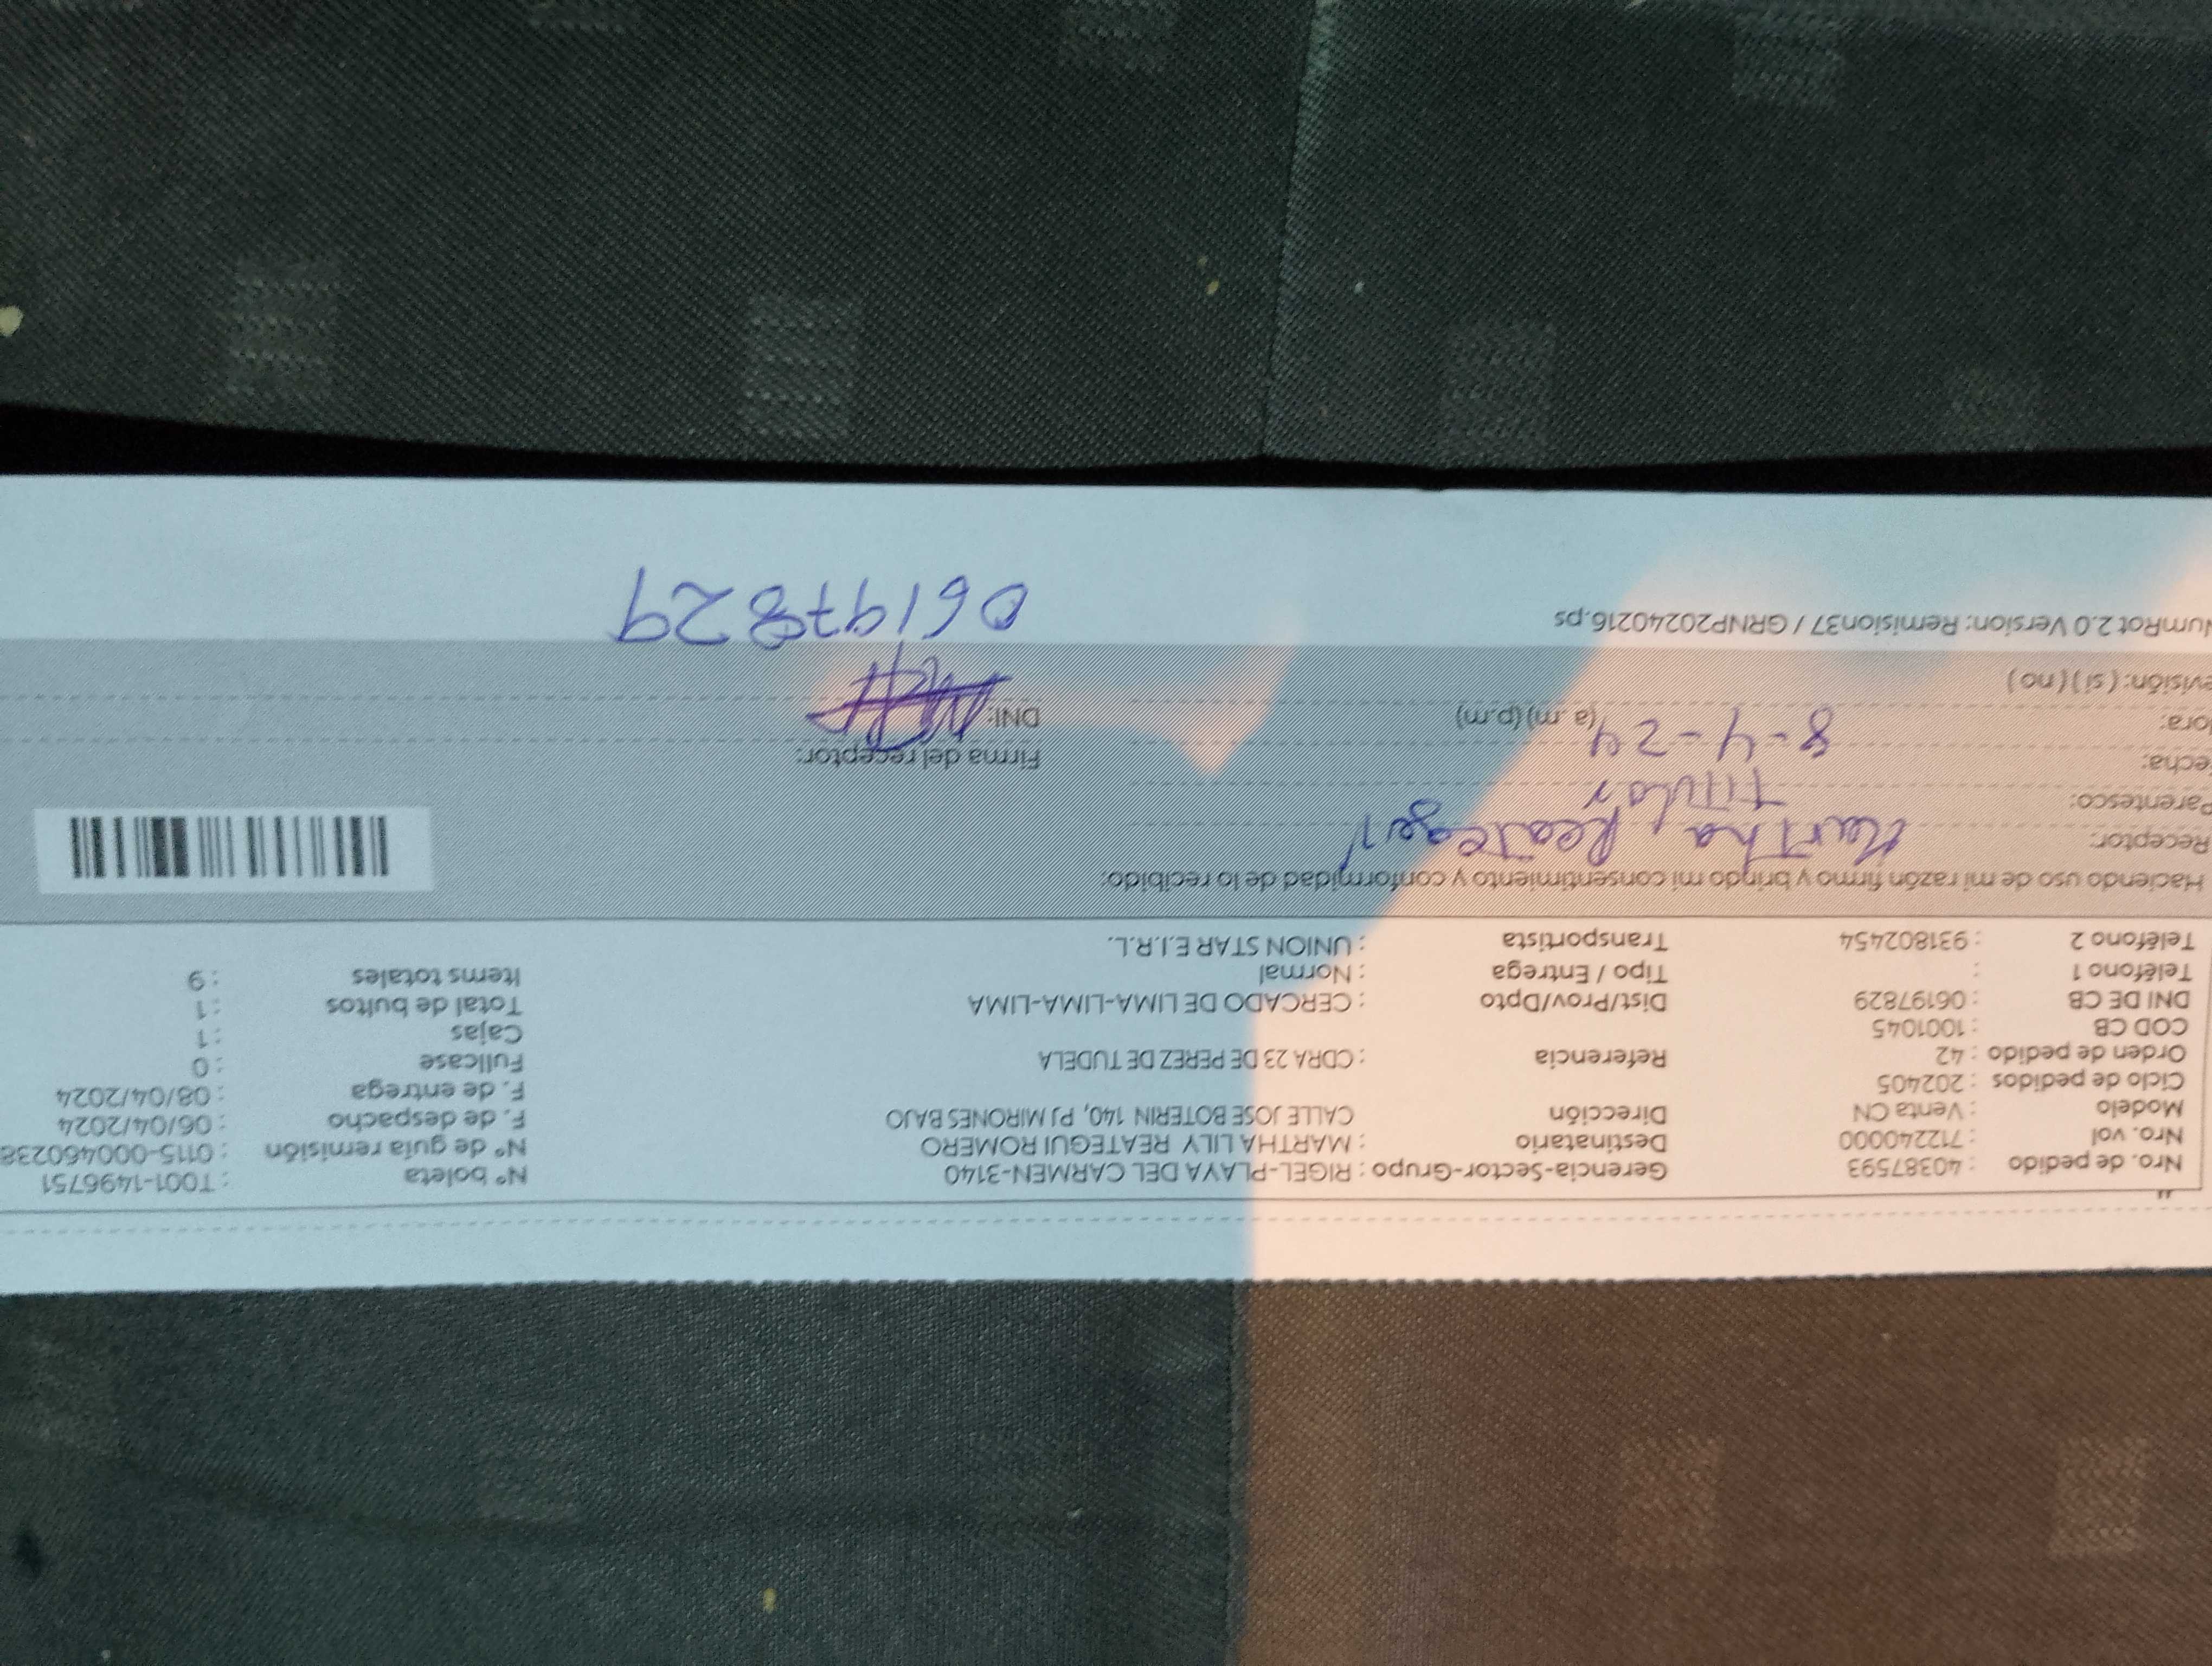 Nro. de pedido : 40387593 Gerencia-Sector-Grupo : RIGEL-PLAYA DEL CARMEN-3140 N° boleta : T001-1496751
Nro. vol : 712240000 Destinatario : MARTHA LILY REATEGUI ROMERO N° de guía remisión : 0115-000460238
Modelo : Venta CN Dirección CALLE JOSE BOTERIN 140, PJ MIRONES BAJO F. de despacho : 06/04/2024
Ciclo de pedidos : 202405 F. de entrega : 08/04/2024
Orden de pedido : 42 Referencia : CDRA 23 DE PEREZ DE TUDELA Fullcase : 0
COD CB : 1001045 Cajas : 1
DNI DE CB : 06197829 Dist/Prov/Dpto : CERCADO DE LIMA-LIMA-LIMA Total de bultos : 1
Teléfono 1 : Tipo / Entrega : Normal Items totales : 9
Teléfono 2 : 931802454 Transportista : UNION STAR E.I.R.L.
Haciendo uso de mi razón firmo y brindo mi consentimiento y conformidad de lo recibido:
Receptor: Martha Reategui
Parentesco: Titular
echa: 8-4-24 Firma del receptor:
ora: (a.m) (p.m) DNI:
evisión: ( si ) ( no )
06197829
NumRot 2.0 Version: Remision37 / GRNP20240216.ps